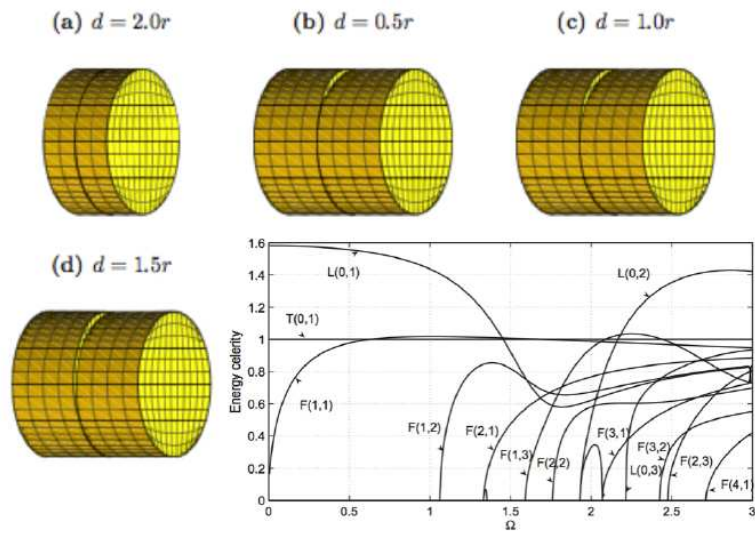 (a) d = 2.0r
(b) d = 0.5r
(c) d = 1.0r
(d) d = 1.5r
1.6
1.4
1.2
1
0.8
0.6
0.4
0.2
0
Energy celerity
L(0,1)
L(0,2)
T(0,1)
F(1,1)
F(1,2)
F(2,1)
F(1,3)
F(2,2)
F(3,1)
L(0,3)
F(3,2)
F(2,3)
F(4,1)
0 0.5 1 1.5 2 2.5 3
Ω